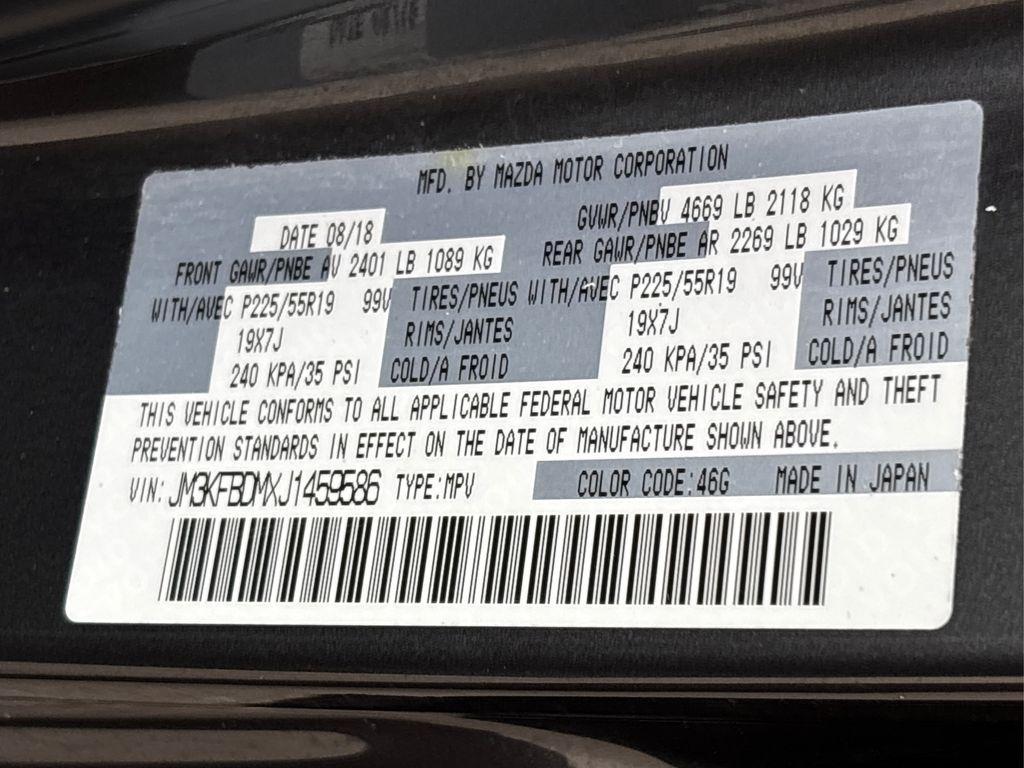 MFD. BY MAZDA MOTOR CORPORATION
DATE 08/18 GVWR/PNBV 4669 LB 2118 KG
FRONT GAWR/PNBE AV 2401 LB 1089 KG REAR GAWR/PNBE AR 2269 LB 1029 KG
WITH/AVEC P225/55R19 99V TIRES/PNEUS WITH/AVEC P225/55R19 99V TIRES/PNEUS
19X7J RIMS/JANTES 19X7J RIMS/JANTES
240 KPA/35 PSI COLD/A FROID 240 KPA/35 PSI COLD/A FROID
THIS VEHICLE CONFORMS TO ALL APPLICABLE FEDERAL MOTOR VEHICLE SAFETY AND THEFT
PREVENTION STANDARDS IN EFFECT ON THE DATE OF MANUFACTURE SHOWN ABOVE.
VIN: JM3KFBDMXJ1459586 TYPE:MPV COLOR CODE:46G MADE IN JAPAN